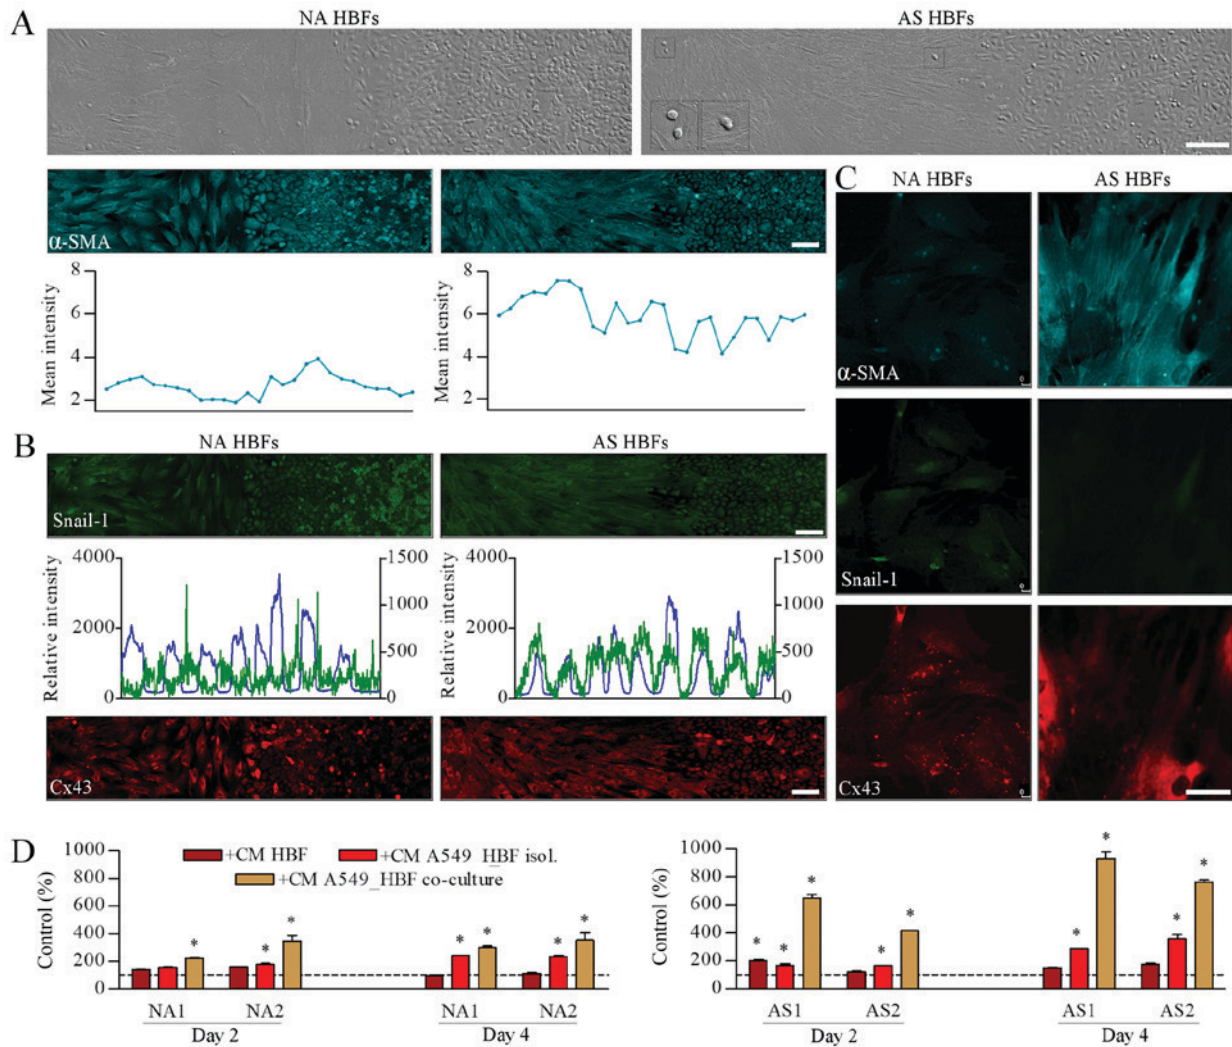 A
NA HBFs
AS HBFs
α-SMA
Mean intensity
8
6
4
2
Mean intensity
8
6
4
2
B
NA HBFs
AS HBFs
Snail-1
Relative intensity
4000
2000
0
1500
1000
500
0
Relative intensity
4000
2000
0
1500
1000
500
0
Cx43
C
NA HBFs
AS HBFs
α-SMA
Snail-1
Cx43
D
Control (%)
1000
800
600
400
200
0
+CM HBF
+CM A549_HBF isol.
+CM A549_HBF co-culture
* * * * * * *
NA1
NA2
NA1
NA2
Day 2
Day 4
Control (%)
1000
800
600
400
200
0
* * * * * * * * *
AS1
AS2
AS1
AS2
Day 2
Day 4